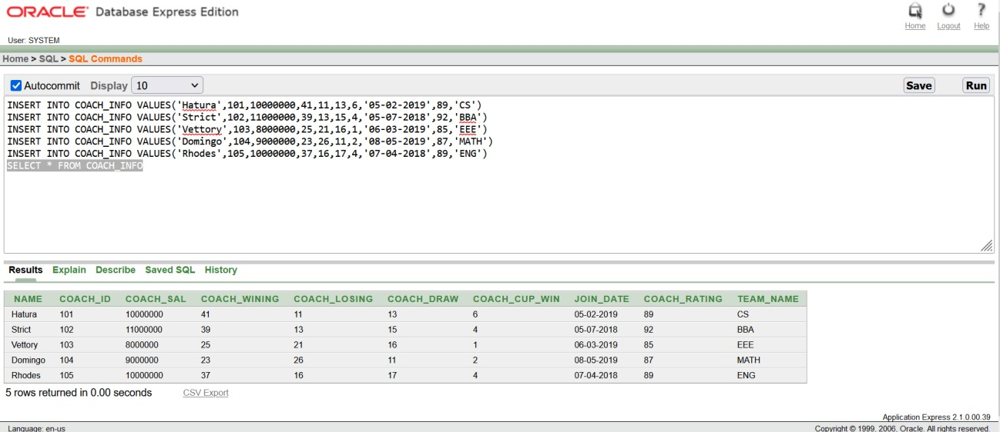 ORACLE® Database Express Edition
Home Logout Help
User: SYSTEM
Home > SQL > SQL Commands
Autocommit Display 10 Save Run
INSERT INTO COACH_INFO VALUES('Hatura',101,10000000,41,11,13,6,'05-02-2019',89,'CS')
INSERT INTO COACH_INFO VALUES('Strict',102,11000000,39,13,15,4,'05-07-2018',92,'BBA')
INSERT INTO COACH_INFO VALUES('Vettory',103,8000000,25,21,16,1,'06-03-2019',85,'EEE')
INSERT INTO COACH_INFO VALUES('Domingo',104,9000000,23,26,11,2,'08-05-2019',87,'MATH')
INSERT INTO COACH_INFO VALUES('Rhodes',105,10000000,37,16,17,4,'07-04-2018',89,'ENG')
SELECT * FROM COACH_INFO
Results Explain Describe Saved SQL History
NAME COACH_ID COACH_SAL COACH_WINING COACH_LOSING COACH_DRAW COACH_CUP_WIN JOIN_DATE COACH_RATING TEAM_NAME
Hatura 101 10000000 41 11 13 6 05-02-2019 89 CS
Strict 102 11000000 39 13 15 4 05-07-2018 92 BBA
Vettory 103 8000000 25 21 16 1 06-03-2019 85 EEE
Domingo 104 9000000 23 26 11 2 08-05-2019 87 MATH
Rhodes 105 10000000 37 16 17 4 07-04-2018 89 ENG
5 rows returned in 0.00 seconds CSV Export
Application Express 2.1.0.00.39
Language: en-us Copyright © 1999, 2006, Oracle. All rights reserved.